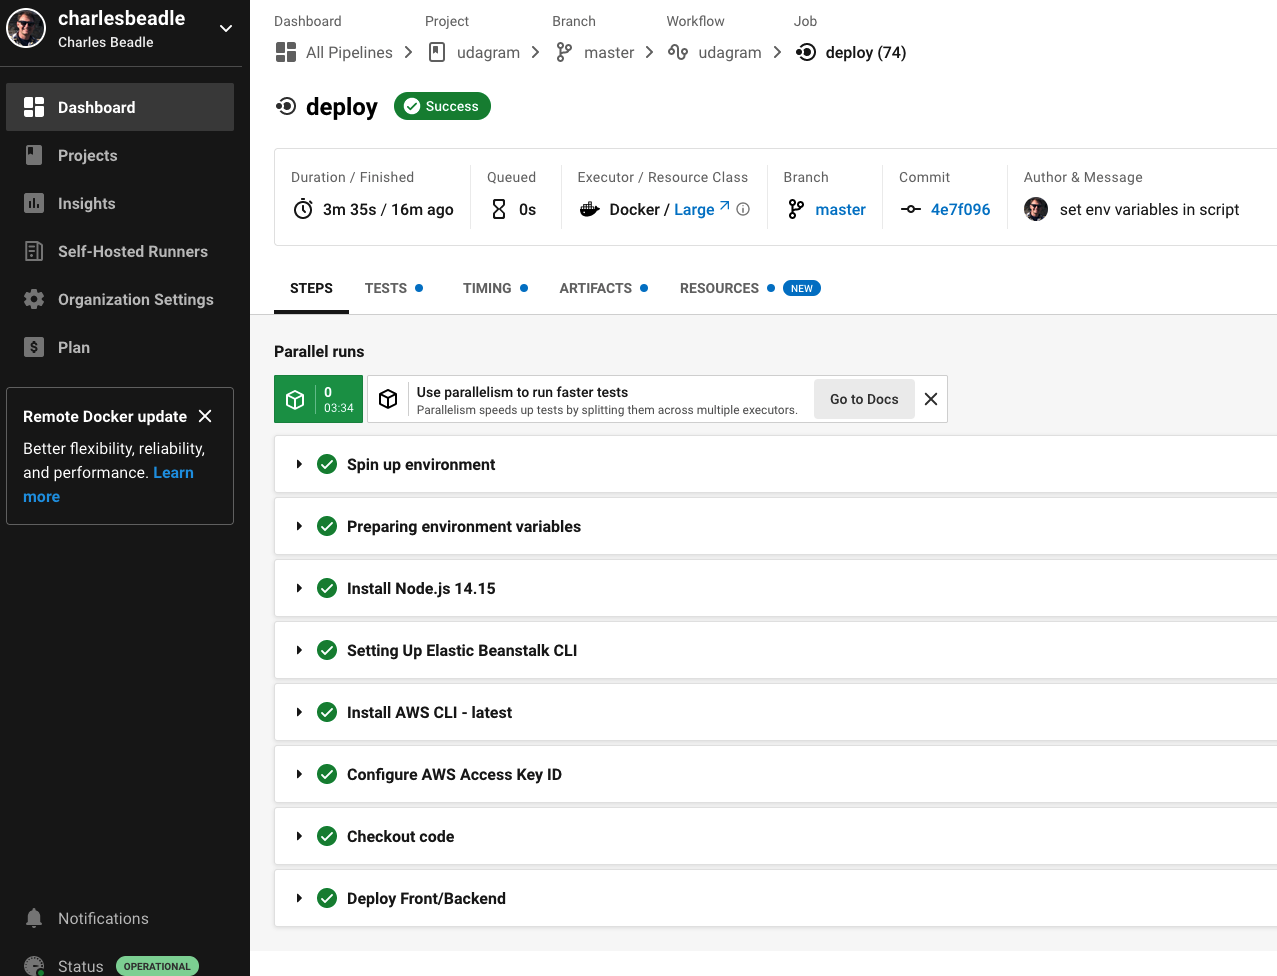 charlesbeadle
Charles Beadle
Dashboard
Projects
Insights
Self-Hosted Runners
Organization Settings
Plan
Remote Docker update
Better flexibility, reliability,
and performance. Learn
more
Notifications
Status OPERATIONAL
Dashboard Project Branch Workflow Job
All Pipelines udagram master udagram deploy (74)
deploy Success
Duration / Finished Queued Executor / Resource Class Branch Commit Author & Message
3m 35s / 16m ago 0s Docker / Large master 4e7f096 set env variables in script
STEPS TESTS TIMING ARTIFACTS RESOURCES NEW
Parallel runs
0
03:34
Use parallelism to run faster tests
Parallelism speeds up tests by splitting them across multiple executors.
Go to Docs
Spin up environment
Preparing environment variables
Install Node.js 14.15
Setting Up Elastic Beanstalk CLI
Install AWS CLI - latest
Configure AWS Access Key ID
Checkout code
Deploy Front/Backend